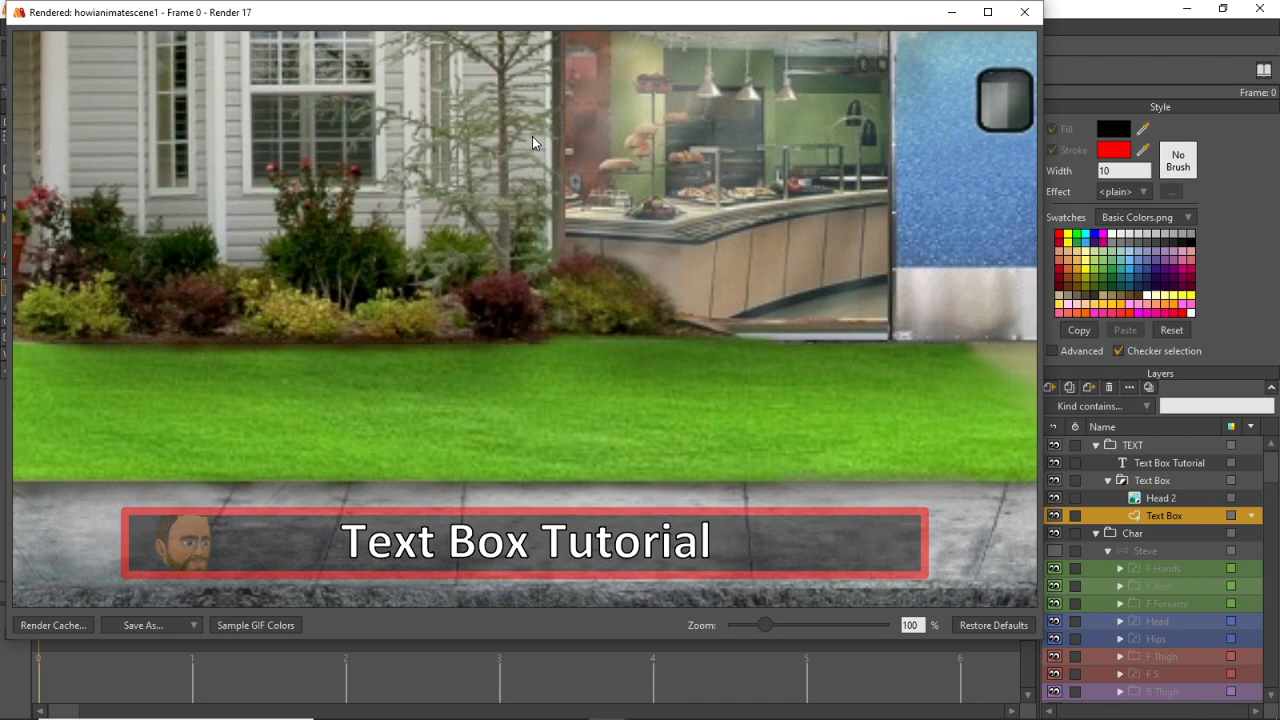 Rendered: howianimatescene1 - Frame 0 - Render 17
Frame: 0
Style
Fill
Stroke
No Brush
Width 10
Effect <plain> ...
Swatches Basic Colors.png
Copy Paste Reset
Advanced Checker selection
Layers
Kind contains...
Name
TEXT
Text Box Tutorial
Text Box
Head 2
Text Box
Char
Steve
F Hands
F Arm
F Foreamr
Head
Hips
F Thigh
F S
B Thigh
Text Box Tutorial
Render Cache... Save As... Sample GIF Colors Zoom: 100 % Restore Defaults
0 1 2 3 4 5 6